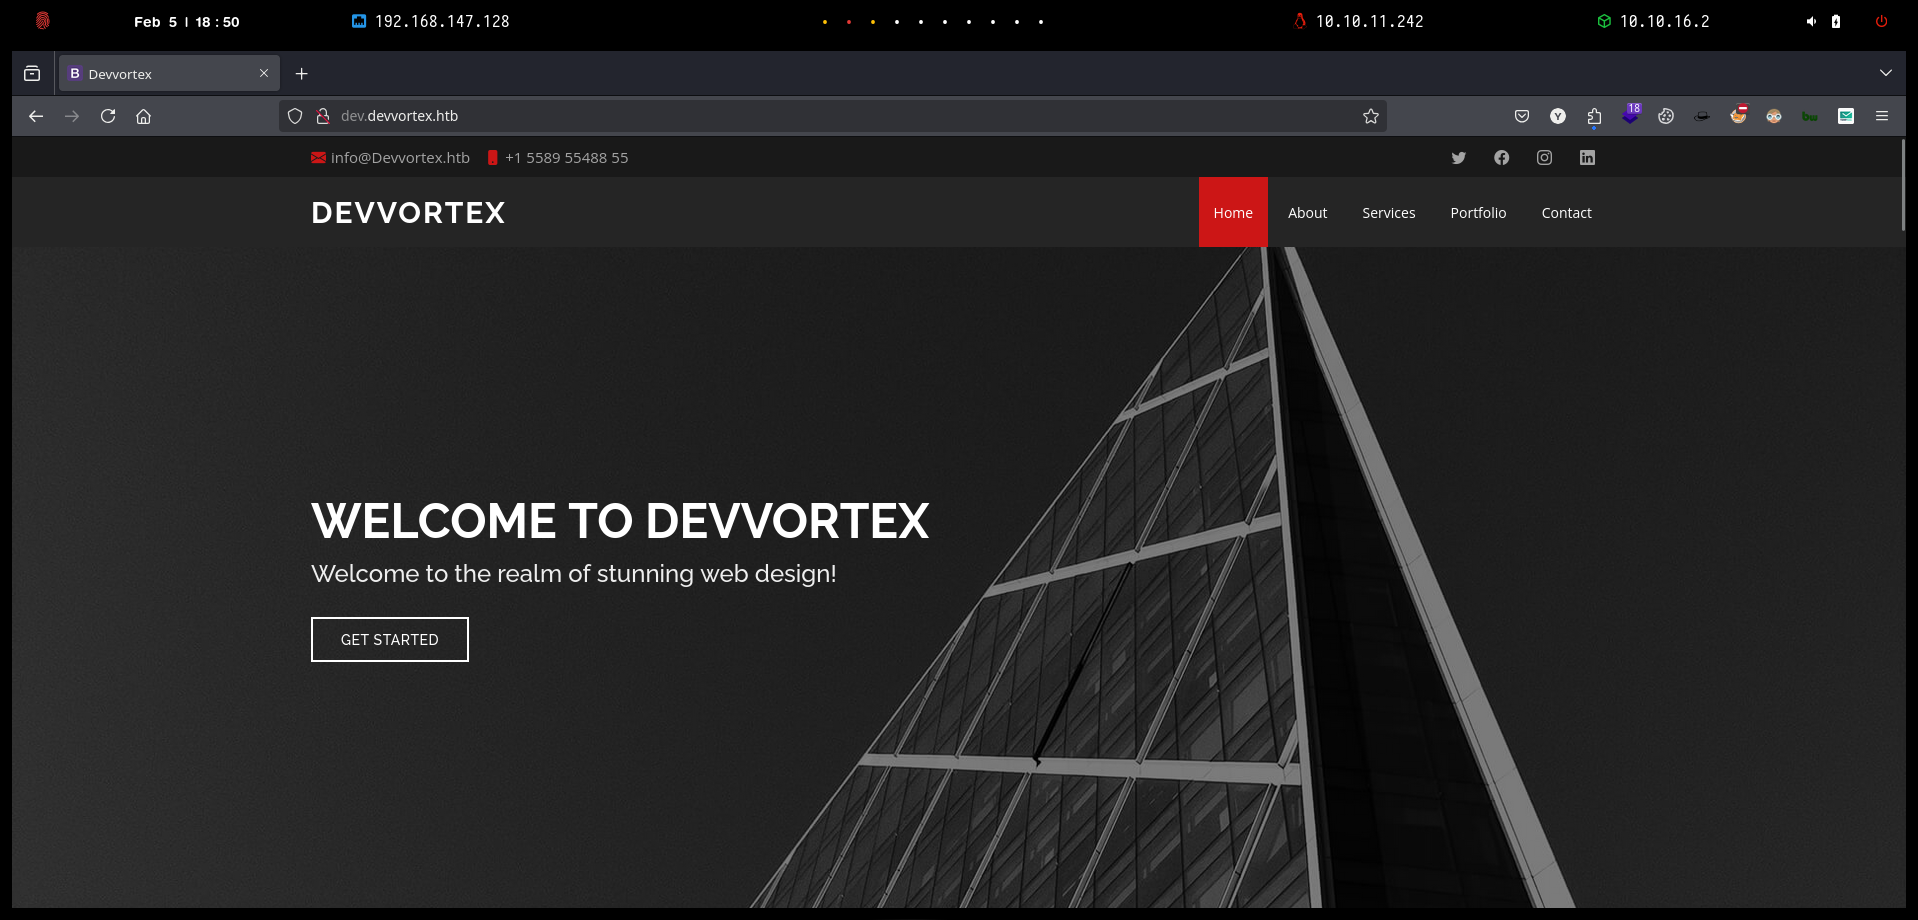 Feb 5 | 18:50
192.168.147.128
10.10.11.242
10.10.16.2
B Devvortex
dev.devvortex.htb
Y
18
bw
info@Devvortex.htb
+1 5589 55488 55
DEVVORTEX
Home
About
Services
Portfolio
Contact
WELCOME TO DEVVORTEX
Welcome to the realm of stunning web design!
GET STARTED